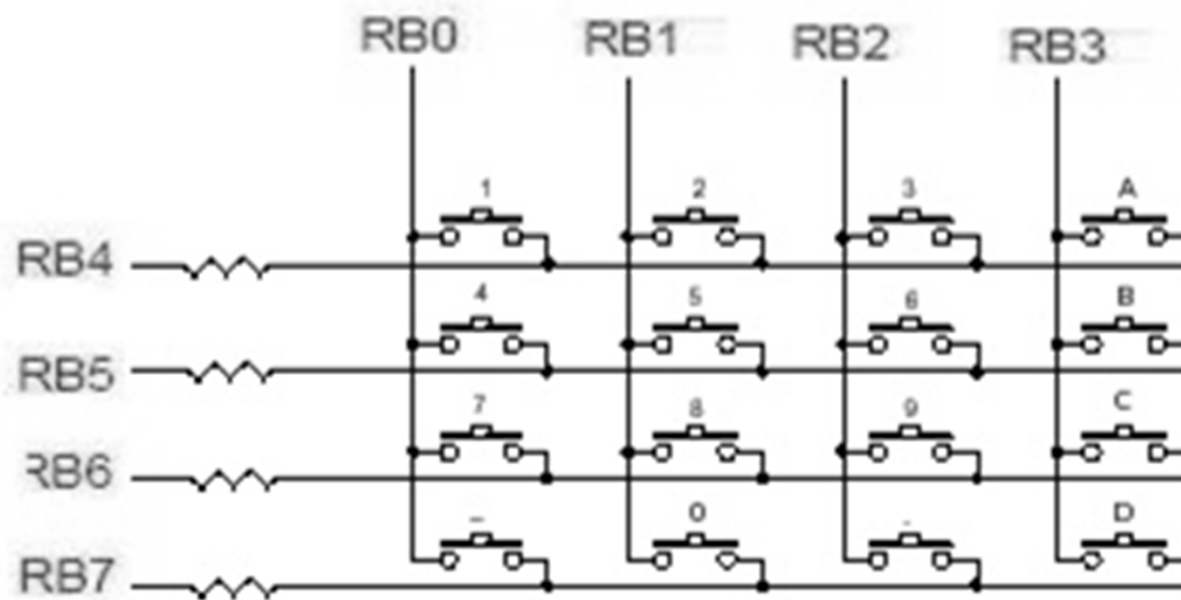 RB0 RB1 RB2 RB3
1 2 3 A
RB4
4 5 6 B
RB5
7 8 9 C
RB6
– 0 .  D
RB7